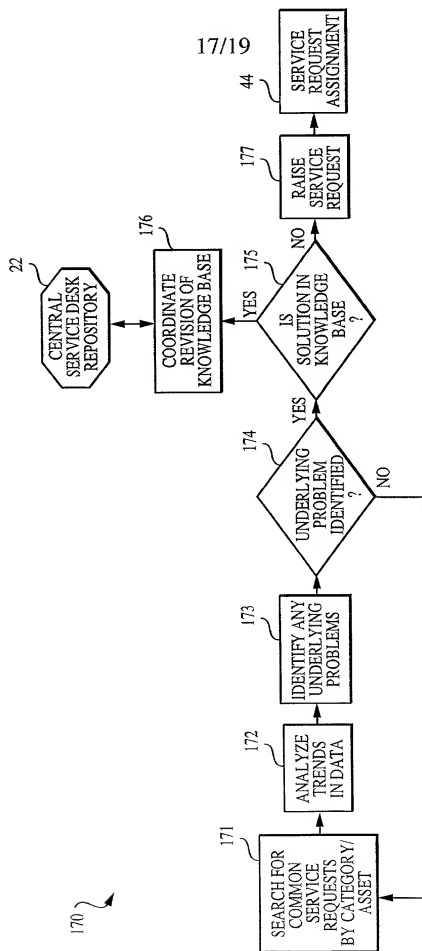 17/19
170
171
SEARCH FOR
COMMON
SERVICE
REQUESTS
BY CATEGORY/
ASSET
172
ANALYZE
TRENDS
IN DATA
173
IDENTIFY ANY
UNDERLYING
PROBLEMS
174
UNDERLYING
PROBLEM
IDENTIFIED
?
YES
NO
175
IS
SOLUTION IN
KNOWLEDGE
BASE
?
YES
NO
176
COORDINATE
REVISION OF
KNOWLEDGE BASE
22
CENTRAL
SERVICE DESK
REPOSITORY
177
RAISE
SERVICE
REQUEST
44
SERVICE
REQUEST
ASSIGNMENT